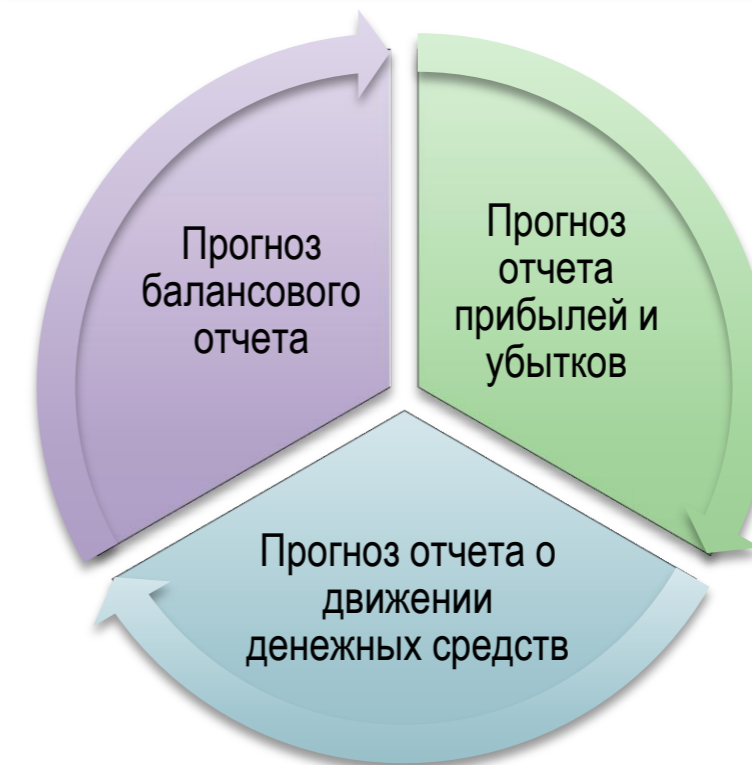 Прогноз
балансового
отчета
Прогноз
отчета
прибылей и
убытков
Прогноз отчета о
движении
денежных средств